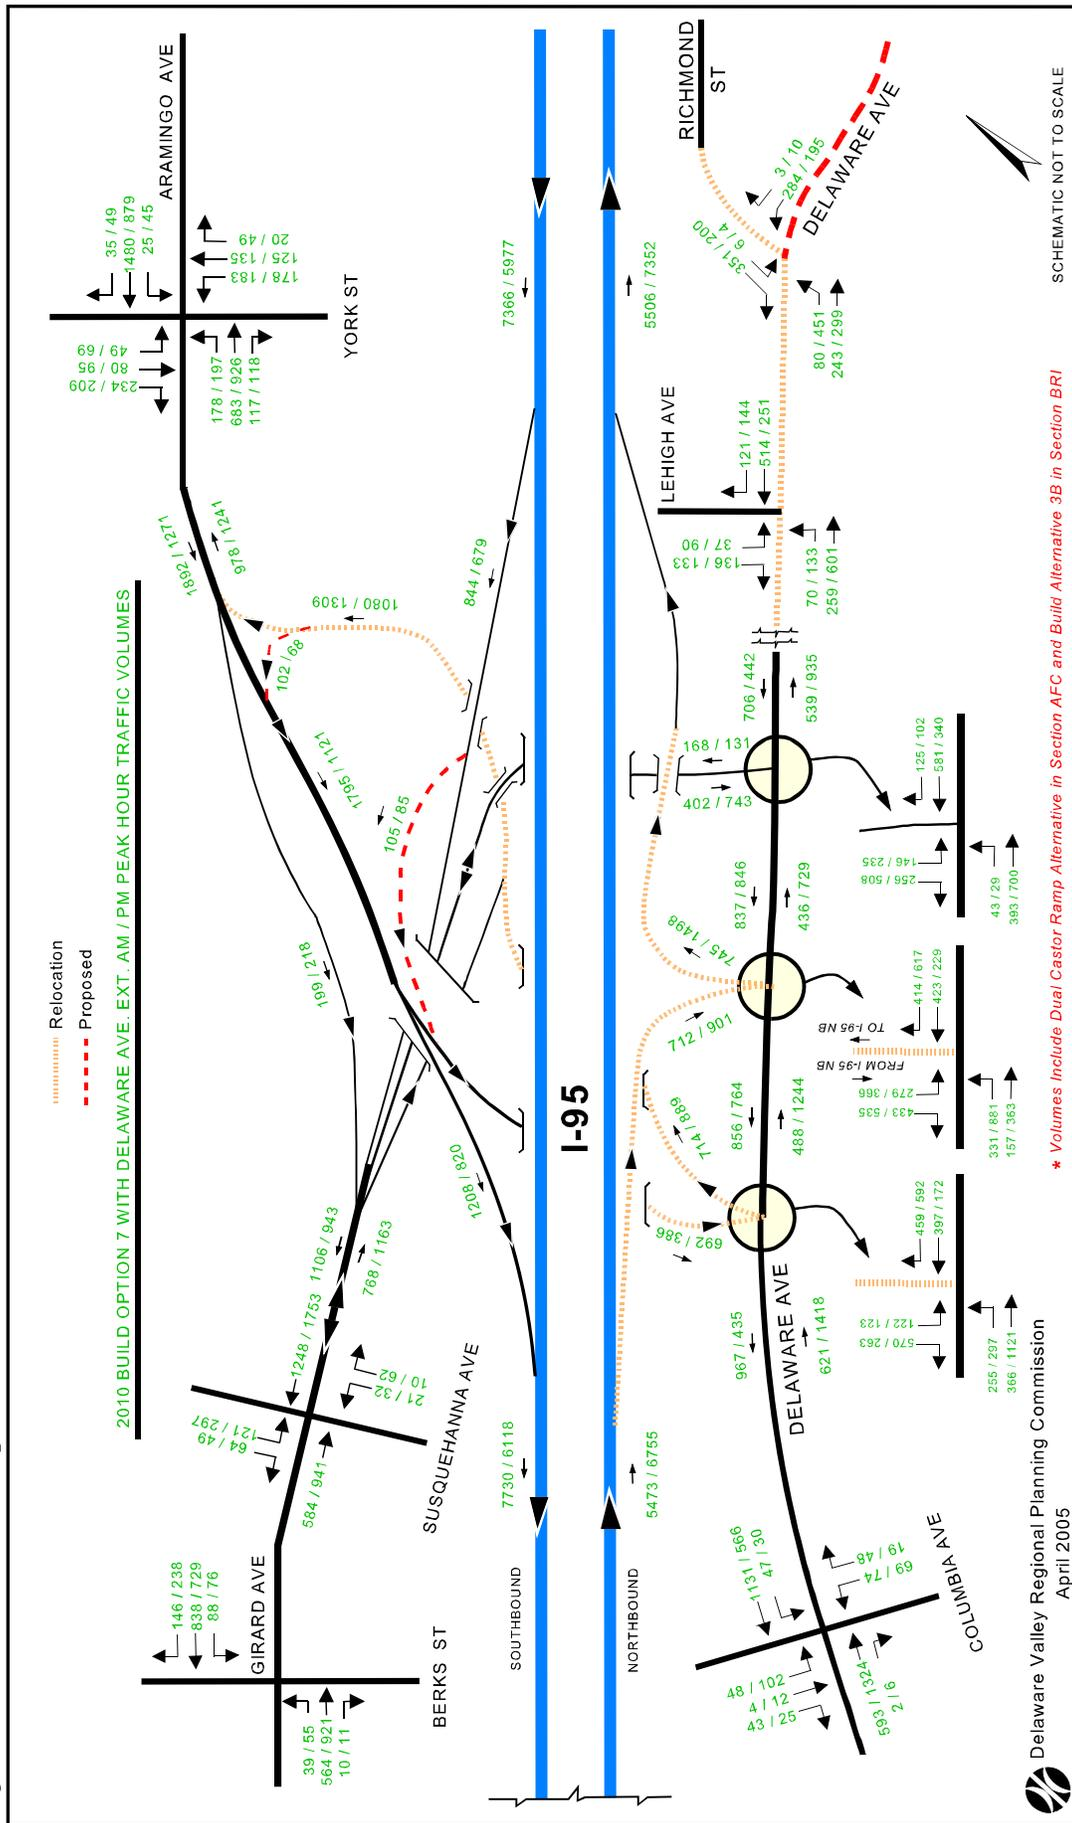 2010 BUILD OPTION 7 WITH DELAWARE AVE. EXT. AM / PM PEAK HOUR TRAFFIC VOLUMES
Relocation
Proposed
ARAMINGO AVE
35 / 49
1480 / 879
25 / 45
20 / 49
125 / 135
178 / 183
49 / 69
80 / 95
234 / 209
178 / 197
683 / 926
117 / 118
YORK ST
1892 / 1271
978 / 1241
1080 / 1309
102 / 68
1795 / 1121
105 / 85
844 / 679
199 / 218
1208 / 820
1106 / 943
768 / 1163
1248 / 1753
10 / 62
21 / 32
121 / 297
64 / 49
584 / 941
SUSQUEHANNA AVE
GIRARD AVE
146 / 238
838 / 729
88 / 76
39 / 55
564 / 921
10 / 11
BERKS ST
7366 / 5977
5506 / 7352
I-95
7730 / 6118
5473 / 6755
SOUTHBOUND
NORTHBOUND
RICHMOND
ST
DELAWARE AVE
3 / 10
284 / 195
6 / 4
351 / 200
80 / 451
243 / 299
LEHIGH AVE
121 / 144
514 / 251
37 / 90
136 / 133
70 / 133
259 / 601
706 / 442
539 / 935
168 / 131
402 / 743
837 / 846
436 / 729
745 / 1498
712 / 901
856 / 764
488 / 1244
714 / 889
692 / 386
967 / 435
621 / 1418
DELAWARE AVE
125 / 102
581 / 340
146 / 235
256 / 508
43 / 29
393 / 700
414 / 617
423 / 229
TO I-95 NB
FROM I-95 NB
279 / 366
433 / 535
331 / 881
157 / 363
459 / 592
397 / 172
122 / 123
570 / 263
255 / 297
366 / 1121
1131 / 566
47 / 30
19 / 48
69 / 74
48 / 102
4 / 12
43 / 25
593 / 1324
2 / 6
COLUMBIA AVE
SCHEMATIC NOT TO SCALE
* Volumes Include Dual Castor Ramp Alternative in Section AFC and Build Alternative 3B in Section BRI
Delaware Valley Regional Planning Commission
April 2005